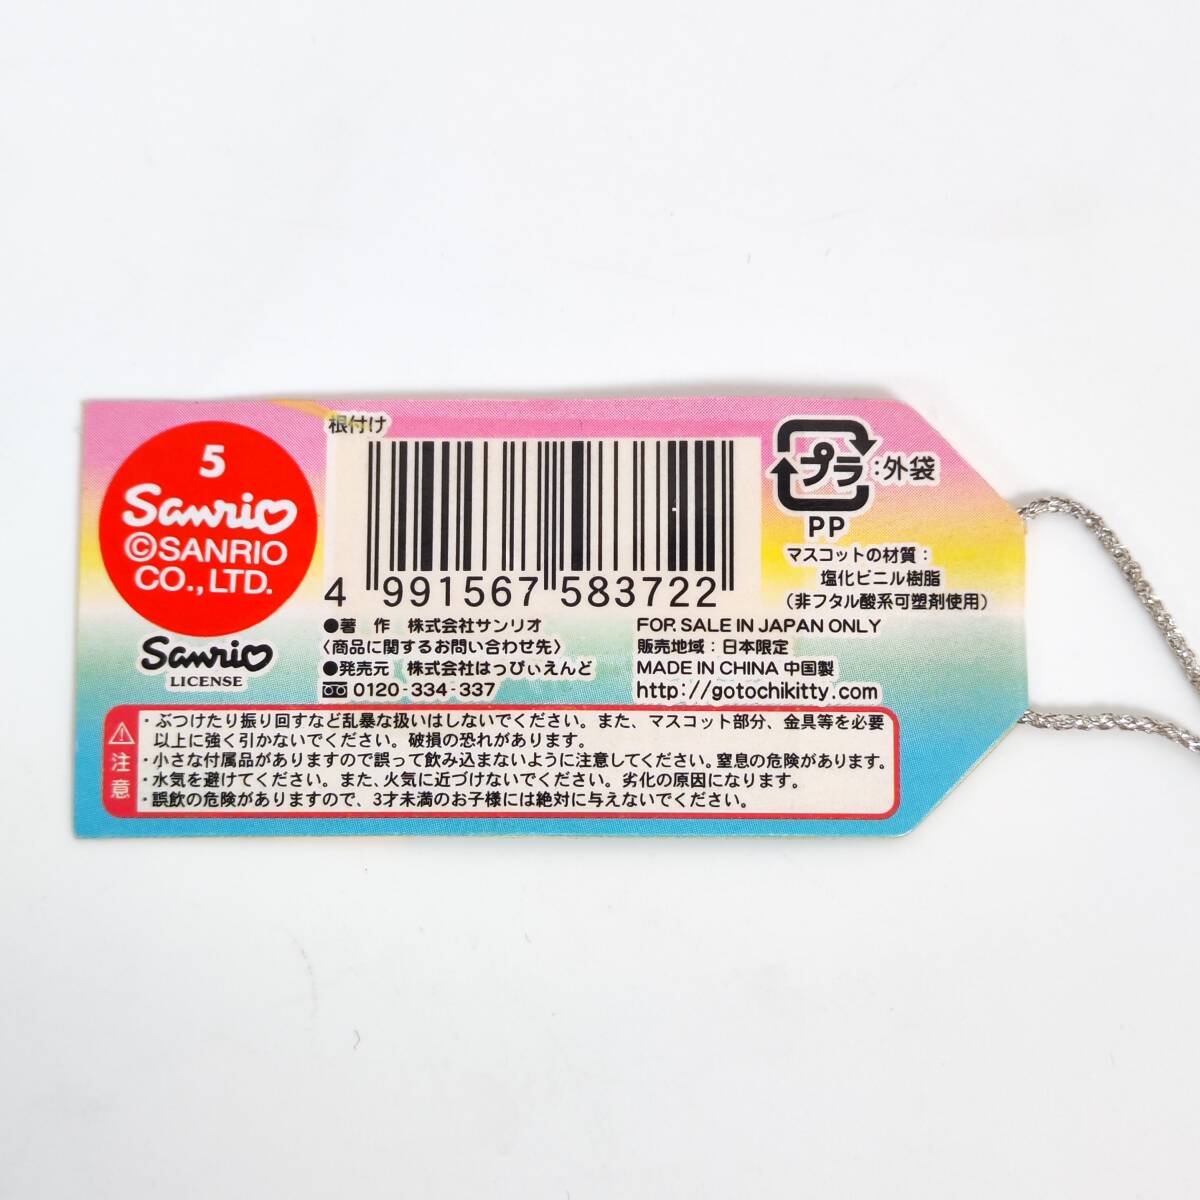 5
Sanrio
©SANRIO
CO.,LTD.
Sanrio
LICENSE
根付け
4 991567 583722
●著 作 株式会社サンリオ
〈商品に関するお問い合わせ先〉
●発売元 株式会社はっぴぃえんど
0120-334-337
プラ:外袋
PP
マスコットの材質：
塩化ビニル樹脂
（非フタル酸系可塑剤使用）
FOR SALE IN JAPAN ONLY
販売地域：日本限定
MADE IN CHINA 中国製
http://gotochikitty.com
注意
・ぶつけたり振り回すなど乱暴な扱いはしないでください。また、マスコット部分、金具等を必要
以上に強く引かないでください。破損の恐れがあります。
・小さな付属品がありますので誤って飲み込まないように注意してください。窒息の危険があります。
・水気を避けてください。また、火気に近づけないでください。劣化の原因になります。
・誤飲の危険がありますので、3才未満のお子様には絶対に与えないでください。